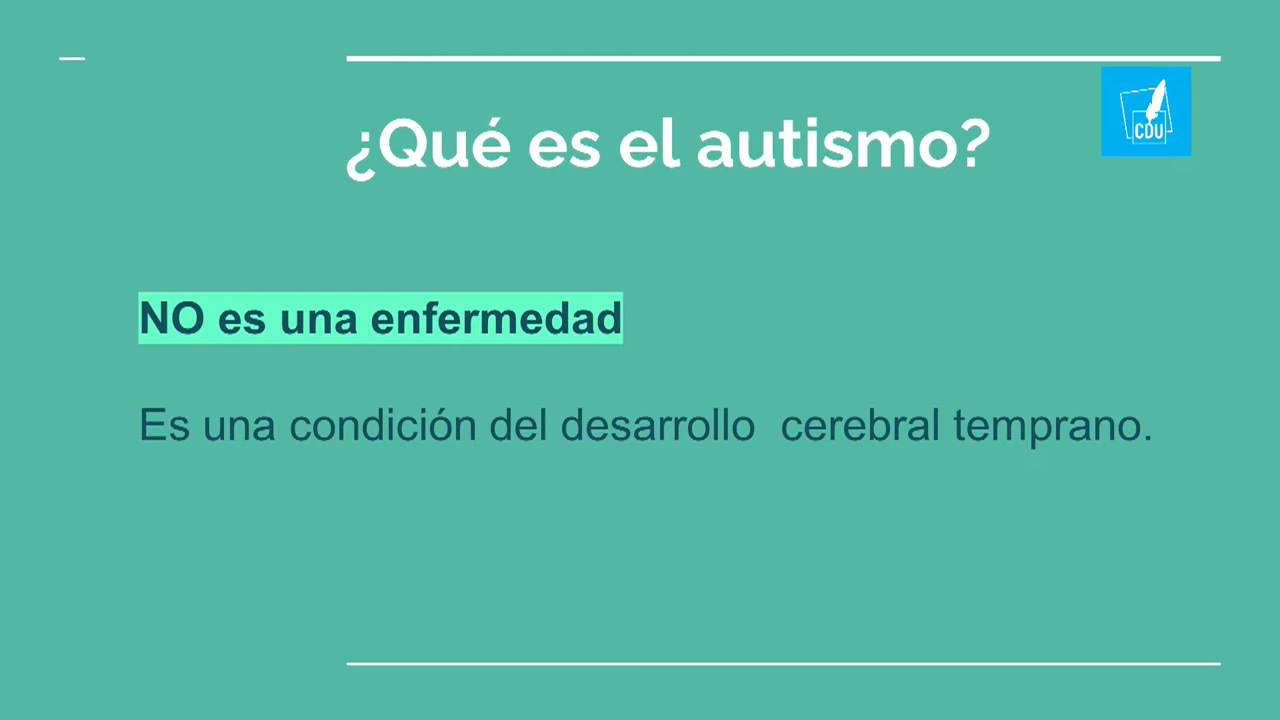 ¿Qué es el autismo?
CDU
NO es una enfermedad
Es una condición del desarrollo  cerebral temprano.